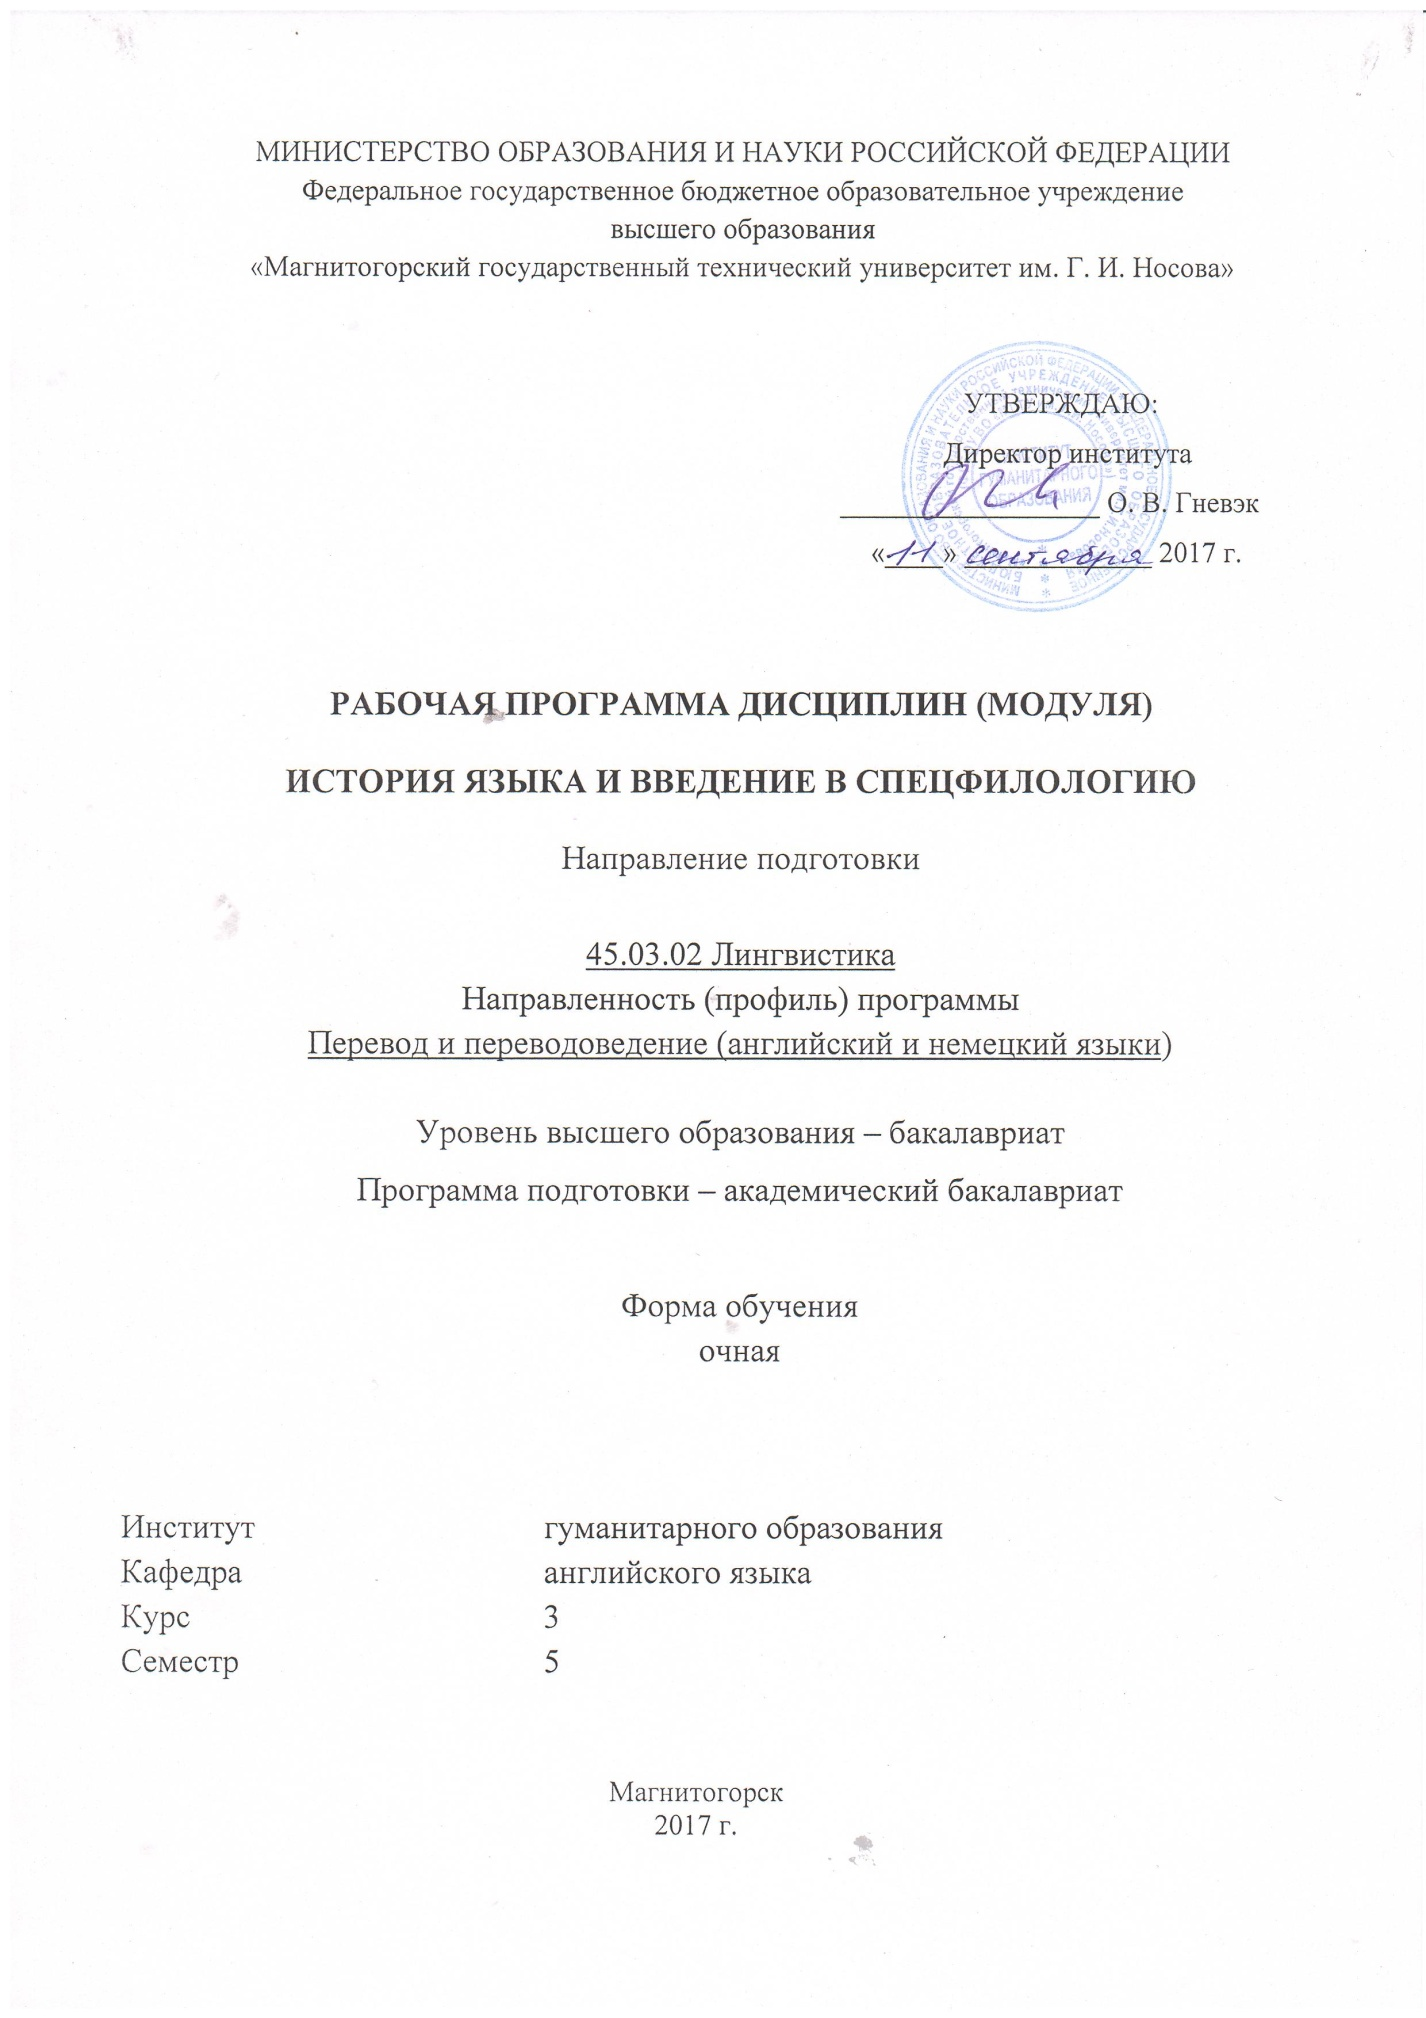 МИНИСТЕРСТВО ОБРАЗОВАНИЯ И НАУКИ РОССИЙСКОЙ ФЕДЕРАЦИИ
Федеральное государственное бюджетное образовательное учреждение
высшего образования
«Магнитогорский государственный технический университет им. Г. И. Носова»
УТВЕРЖДАЮ:
Директор института
О. В. Гневэк
«11» сентября 2017 г.
ИНСТИТУТ
ГУМАНИТАРНОГО
ОБРАЗОВАНИЯ
РАБОЧАЯ ПРОГРАММА ДИСЦИПЛИН (МОДУЛЯ)
ИСТОРИЯ ЯЗЫКА И ВВЕДЕНИЕ В СПЕЦФИЛОЛОГИЮ
Направление подготовки
45.03.02 Лингвистика
Направленность (профиль) программы
Перевод и переводоведение (английский и немецкий языки)
Уровень высшего образования – бакалавриат
Программа подготовки – академический бакалавриат
Форма обучения
очная
Институт гуманитарного образования
Кафедра английского языка
Курс 3
Семестр 5
Магнитогорск
2017 г.